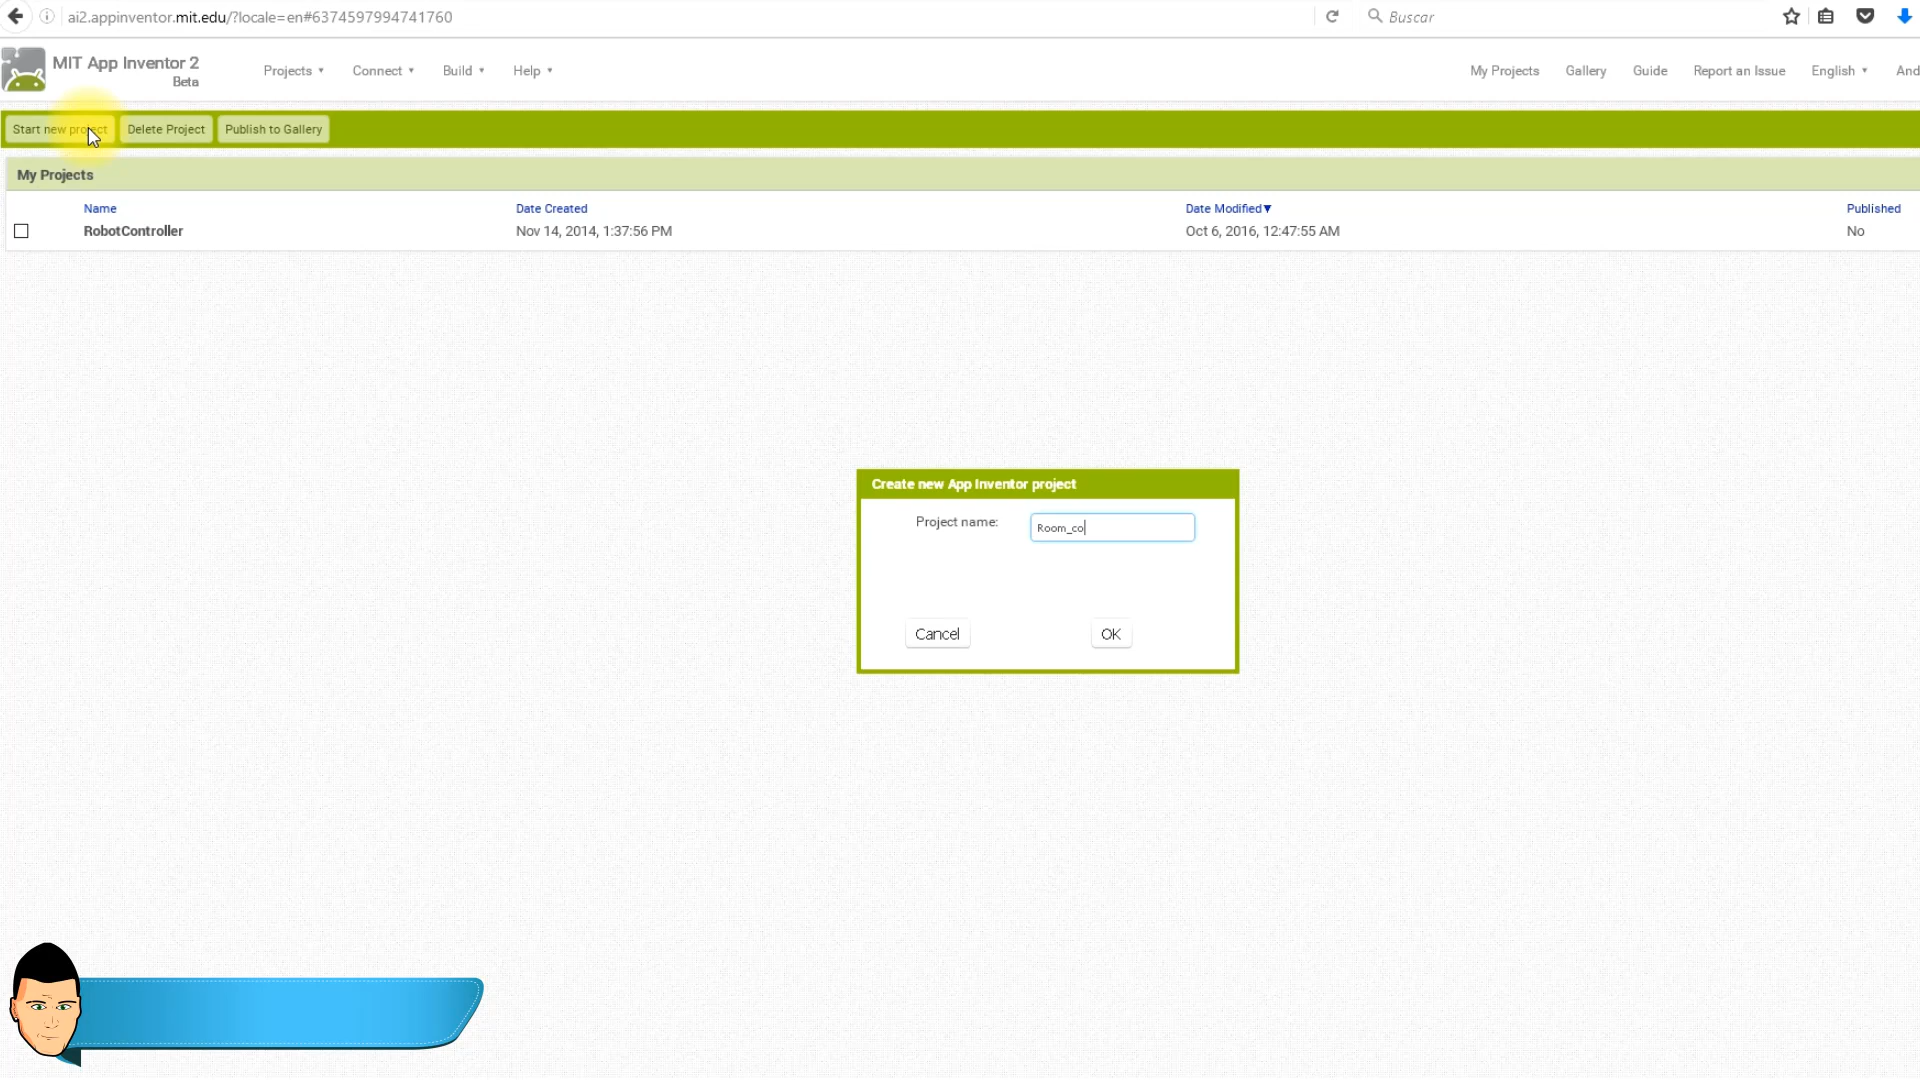 ai2.appinventor.mit.edu/?locale=en#6374597994741760
Buscar
MIT App Inventor 2
Beta
Projects Connect Build Help My Projects Gallery Guide Report an Issue English And
Start new project Delete Project Publish to Gallery
My Projects
Name Date Created Date Modified Published
RobotController Nov 14, 2014, 1:37:56 PM Oct 6, 2016, 12:47:55 AM No
Create new App Inventor project
Project name: Room_co
Cancel OK